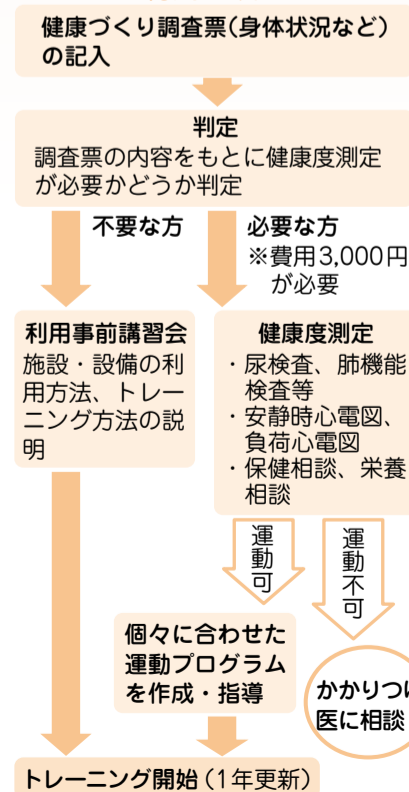 健康づくり調査票（身体状況など）
の記入
判定
調査票の内容をもとに健康度測定
が必要かどうか判定
不要な方
必要な方
※費用3,000円
が必要
利用事前講習会
施設・設備の利
用方法、トレー
ニング方法の説
明
健康度測定
・尿検査、肺機能
検査等
・安静時心電図、
負荷心電図
・保健相談、栄養
相談
運動可
運動不可
個々に合わせた
運動プログラム
を作成・指導
かかりつけ
医に相談
トレーニング開始（1年更新）